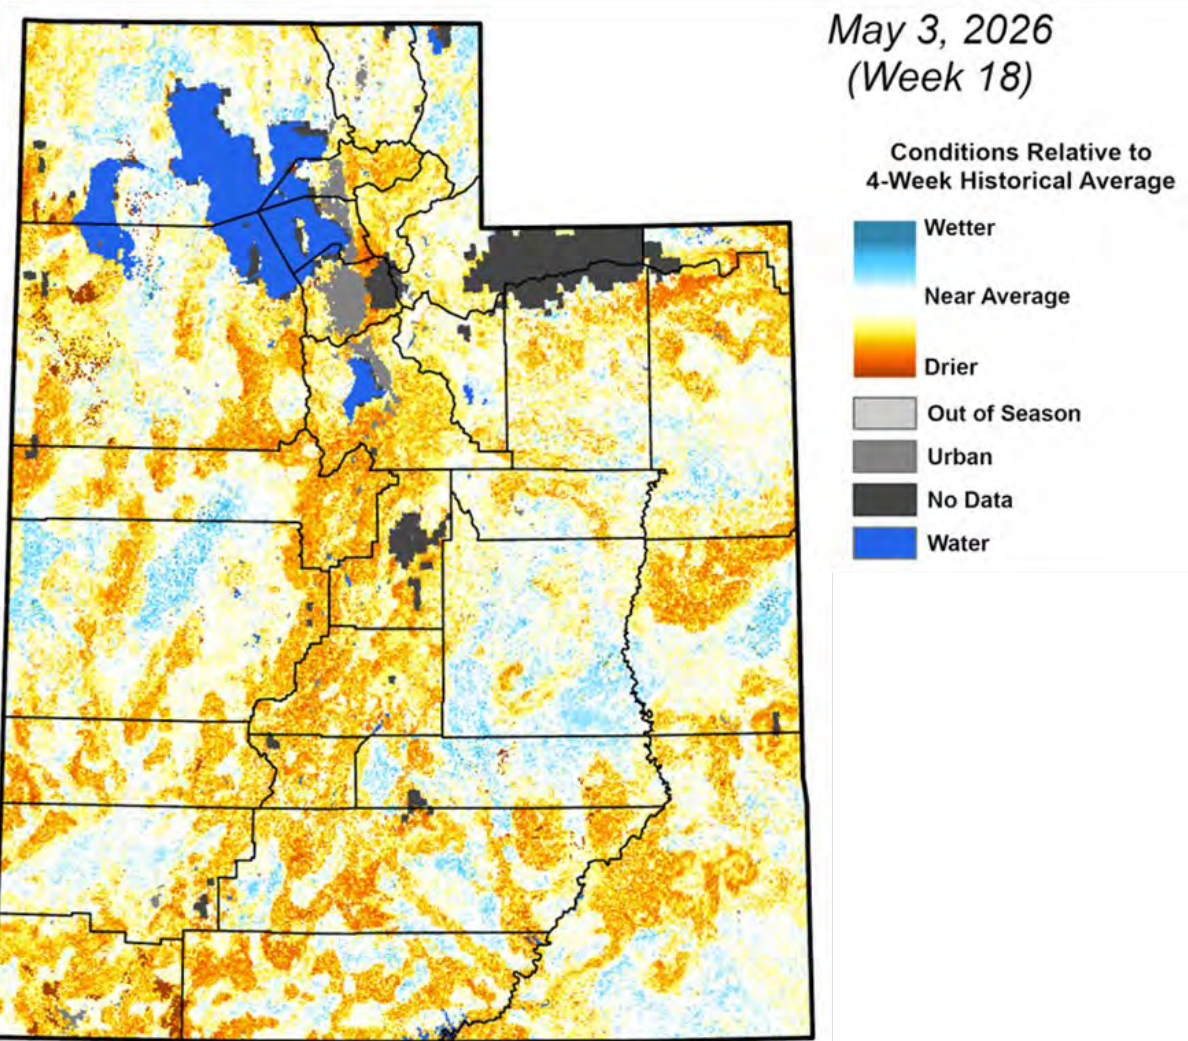 May 3, 2026
(Week 18)
Conditions Relative to
4-Week Historical Average
Wetter
Near Average
Drier
Out of Season
Urban
No Data
Water